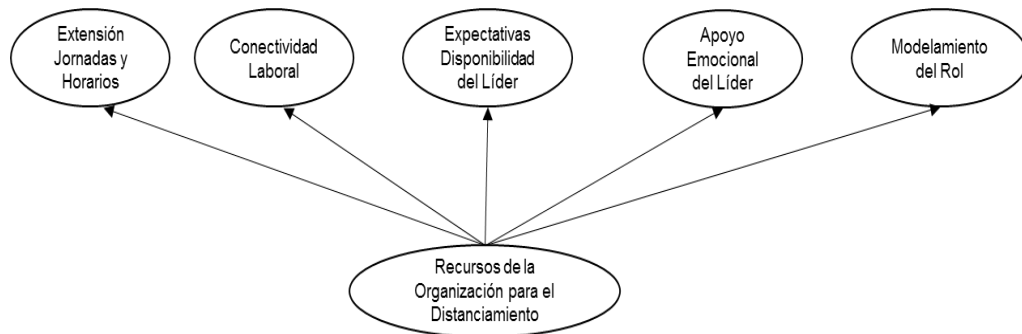 Extensión
Jornadas y
Horarios
Conectividad
Laboral
Expectativas
Disponibilidad
del Líder
Apoyo
Emocional
del Líder
Modelamiento
del Rol
Recursos de la
Organización para el
Distanciamiento